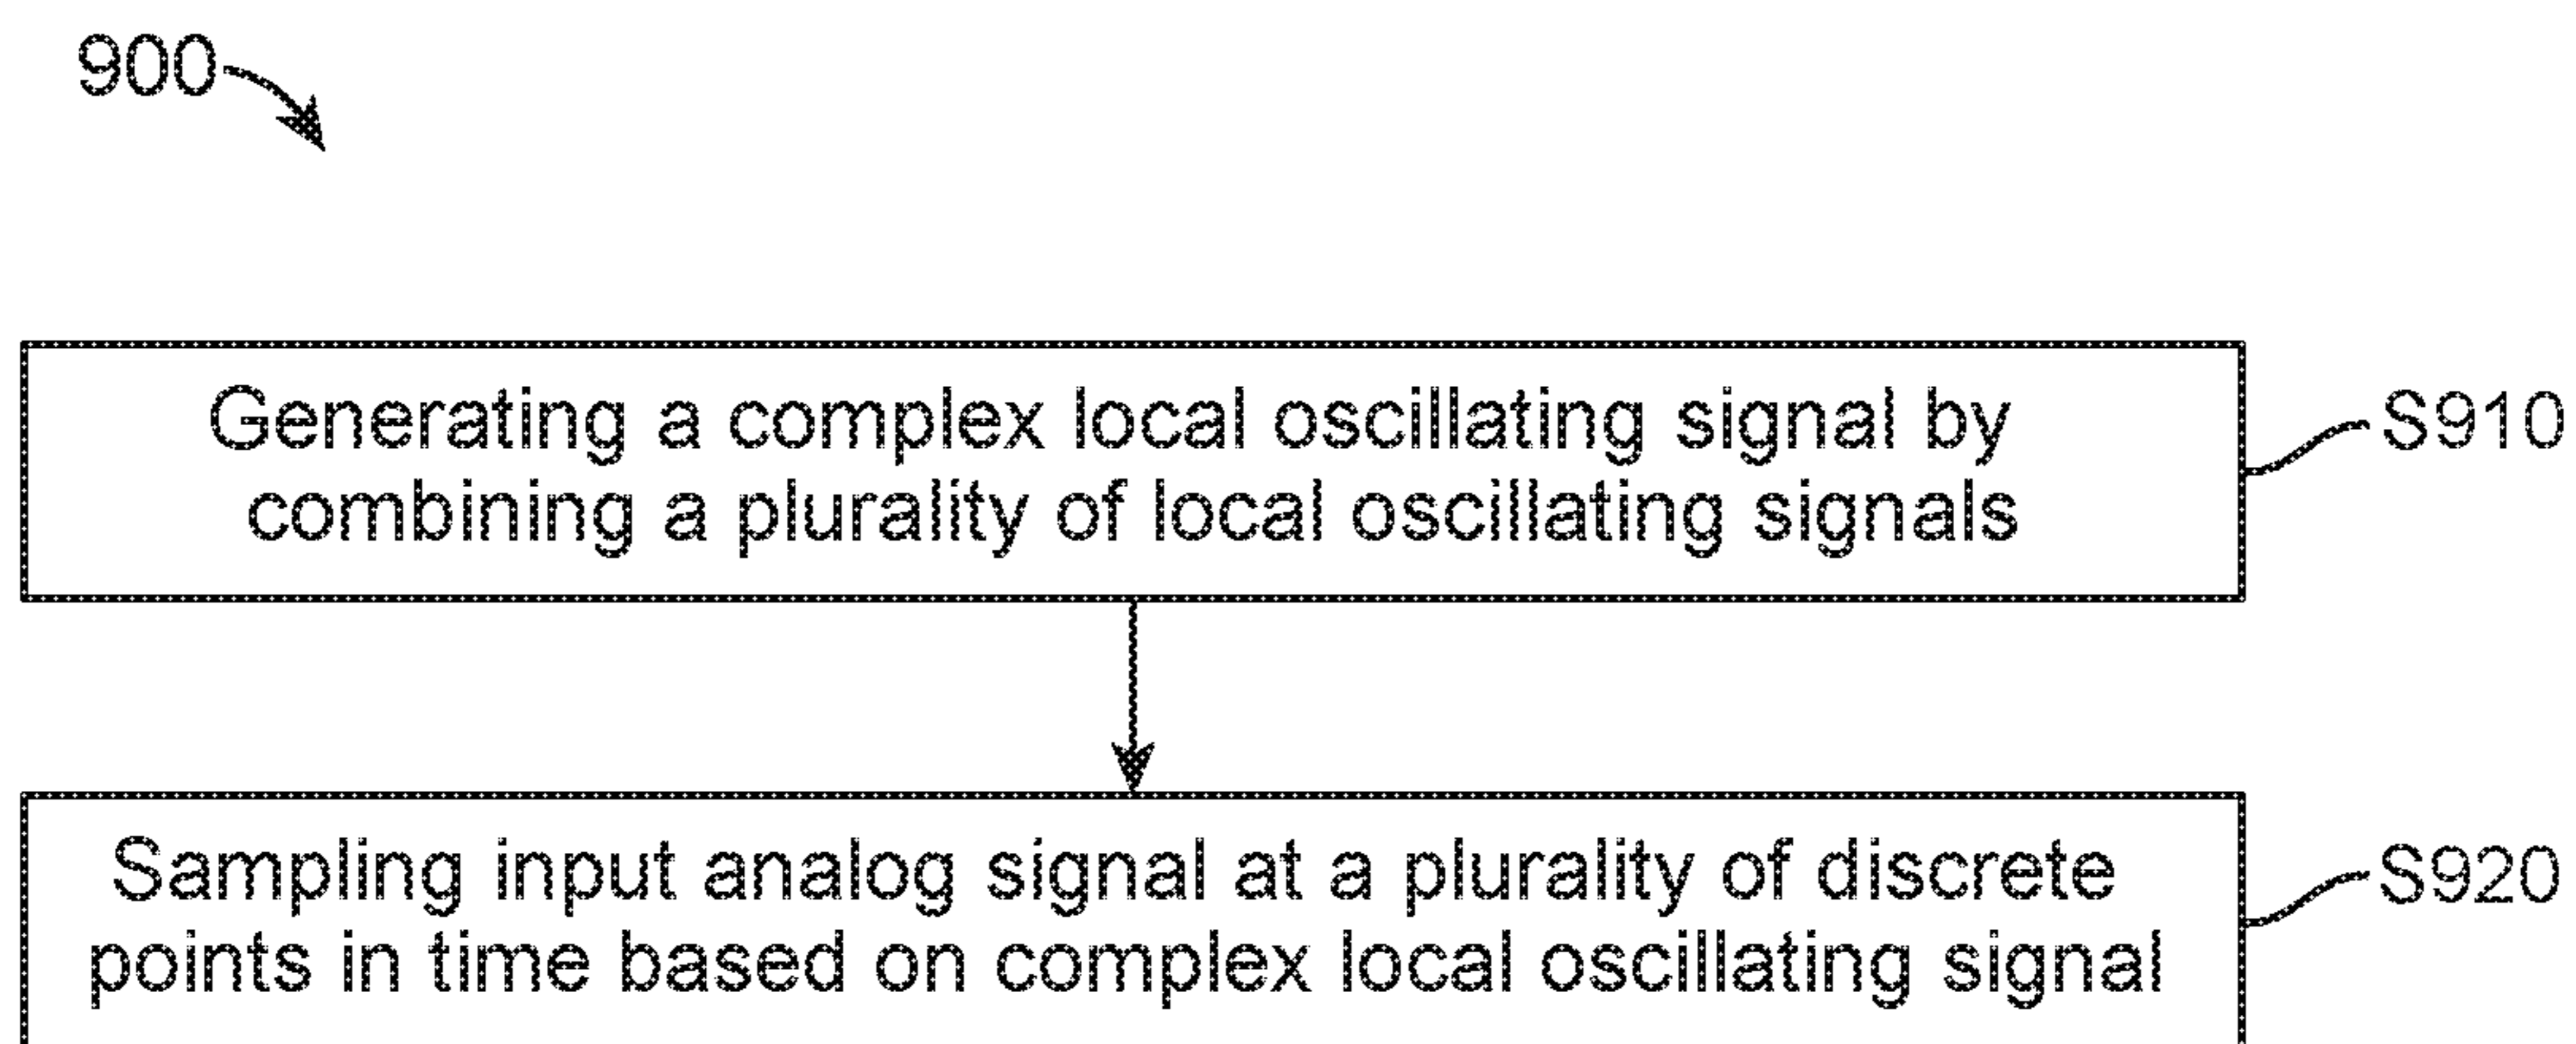 900
Generating a complex local oscillating signal by
combining a plurality of local oscillating signals
S910
Sampling input analog signal at a plurality of discrete
points in time based on complex local oscillating signal
S920